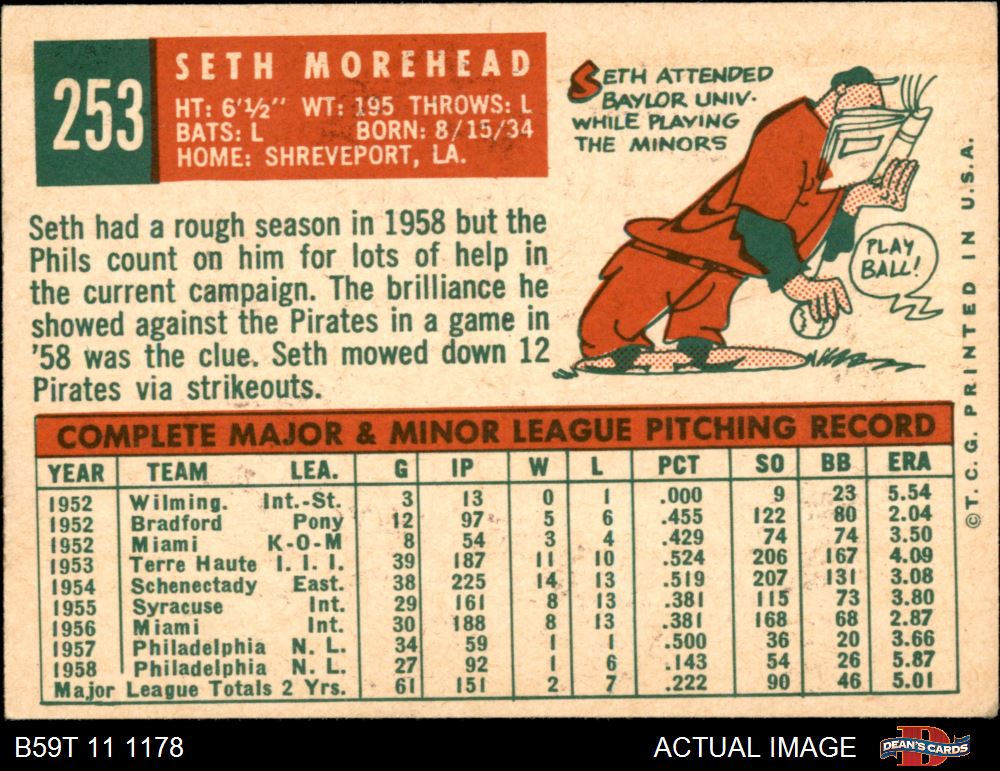 253
SETH MOREHEAD
HT: 6'½" WT: 195 THROWS: L
BATS: L BORN: 8/15/34
HOME: SHREVEPORT, LA.
SETH ATTENDED
BAYLOR UNIV.
WHILE PLAYING
THE MINORS
PLAY
BALL!
Seth had a rough season in 1958 but the
Phils count on him for lots of help in
the current campaign. The brilliance he
showed against the Pirates in a game in
'58 was the clue. Seth mowed down 12
Pirates via strikeouts.
COMPLETE MAJOR & MINOR LEAGUE PITCHING RECORD
YEAR TEAM LEA. G IP W L PCT SO BB ERA
1952 Wilming. Int.-St. 3 13 0 1 .000 9 23 5.54
1952 Bradford Pony 12 97 5 6 .455 122 80 2.04
1952 Miami K-O-M 8 54 3 4 .429 74 74 3.50
1953 Terre Haute I. I. I. 39 187 11 10 .524 206 167 4.09
1954 Schenectady East. 38 225 14 13 .519 207 131 3.08
1955 Syracuse Int. 29 161 8 13 .381 115 73 3.80
1956 Miami Int. 30 188 8 13 .381 168 68 2.87
1957 Philadelphia N. L. 34 59 1 1 .500 36 20 3.66
1958 Philadelphia N. L. 27 92 1 6 .143 54 26 5.87
Major League Totals 2 Yrs. 61 151 2 7 .222 90 46 5.01
© T. C. G. PRINTED IN U.S.A.
B59T 11 1178
ACTUAL IMAGE
DEAN'S CARDS